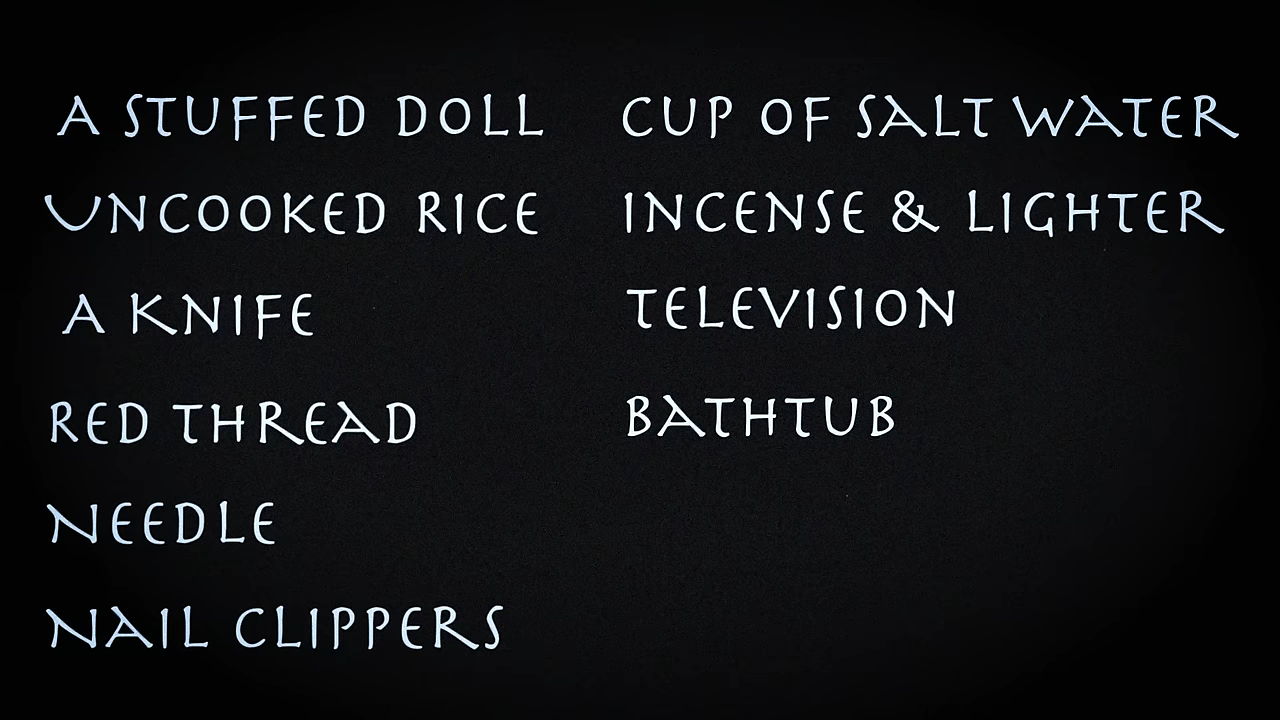 A STUFFED DOLL
UNCOOKED RICE
A KNIFE
RED THREAD
NEEDLE
NAIL CLIPPERS
CUP OF SALT WATER
INCENSE & LIGHTER
TELEVISION
BATHTUB